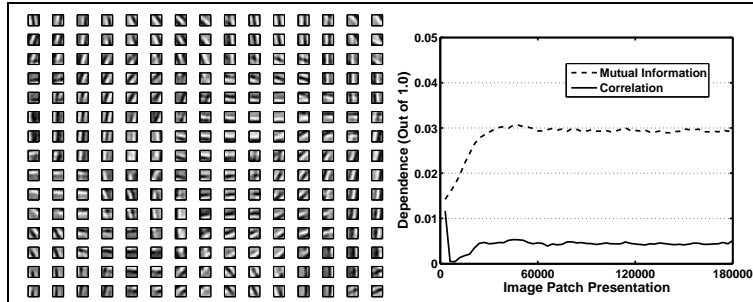 0.05
0.04
0.03
0.02
0.01
0
Dependence (Out of 1.0)
Mutual Information
Correlation
0 60000 120000 180000
Image Patch Presentation